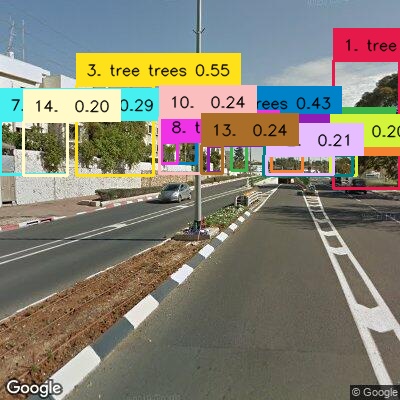 1. tree
3. tree trees 0.55
7.
14. 0.20
0.29
10. 0.24
rees 0.43
8. t
13. 0.24
0.21
0.20
Google
© 2025 Google